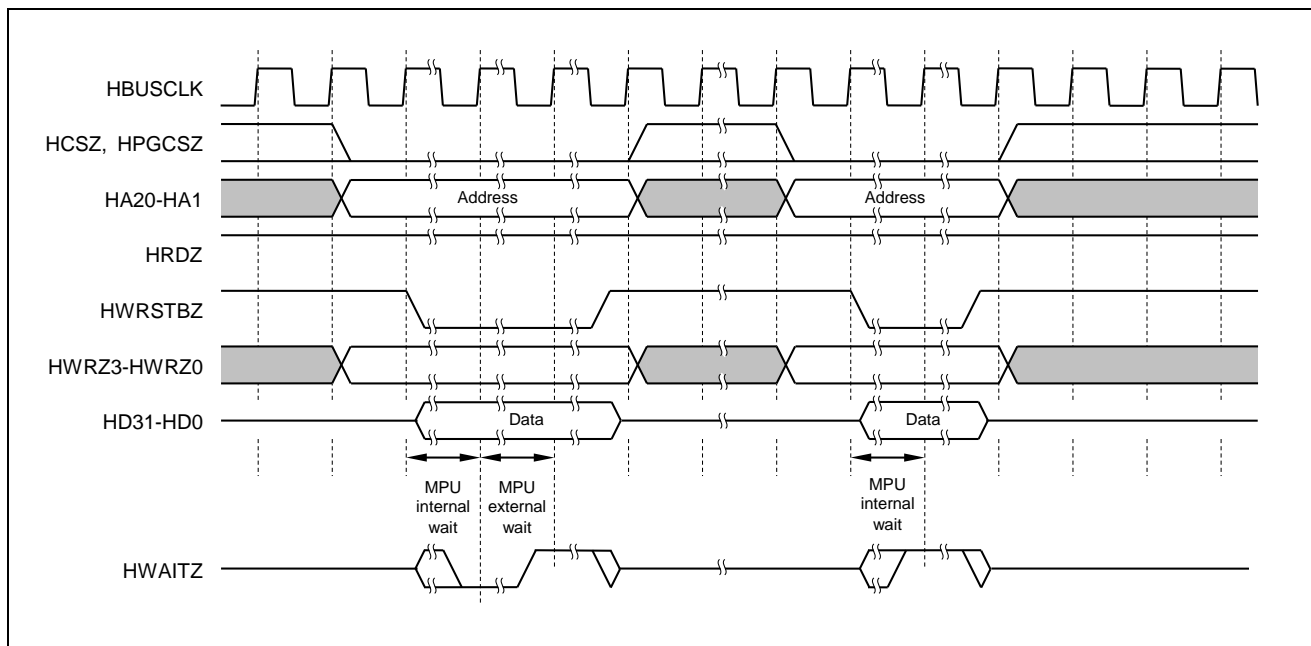 HBUSCLK
HCSZ, HPGCSZ
HA20-HA1
Address
Address
HRDZ
HWRSTBZ
HWRZ3-HWRZ0
HD31-HD0
Data
Data
MPU
internal
wait
MPU
external wait
MPU
internal
wait
HWAITZ